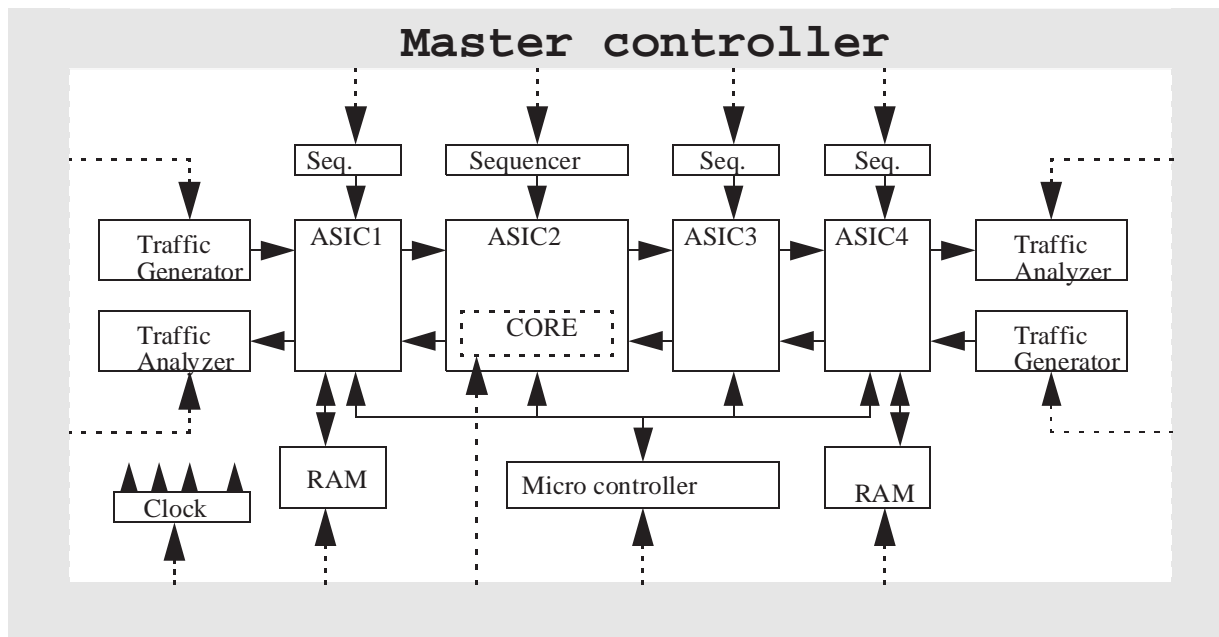 Master controller
Seq.
Sequencer
Seq.
Seq.
Traffic
Generator
ASIC1
ASIC2
ASIC3
ASIC4
Traffic
Analyzer
Traffic
Analyzer
CORE
Traffic
Generator
Clock
RAM
Micro controller
RAM